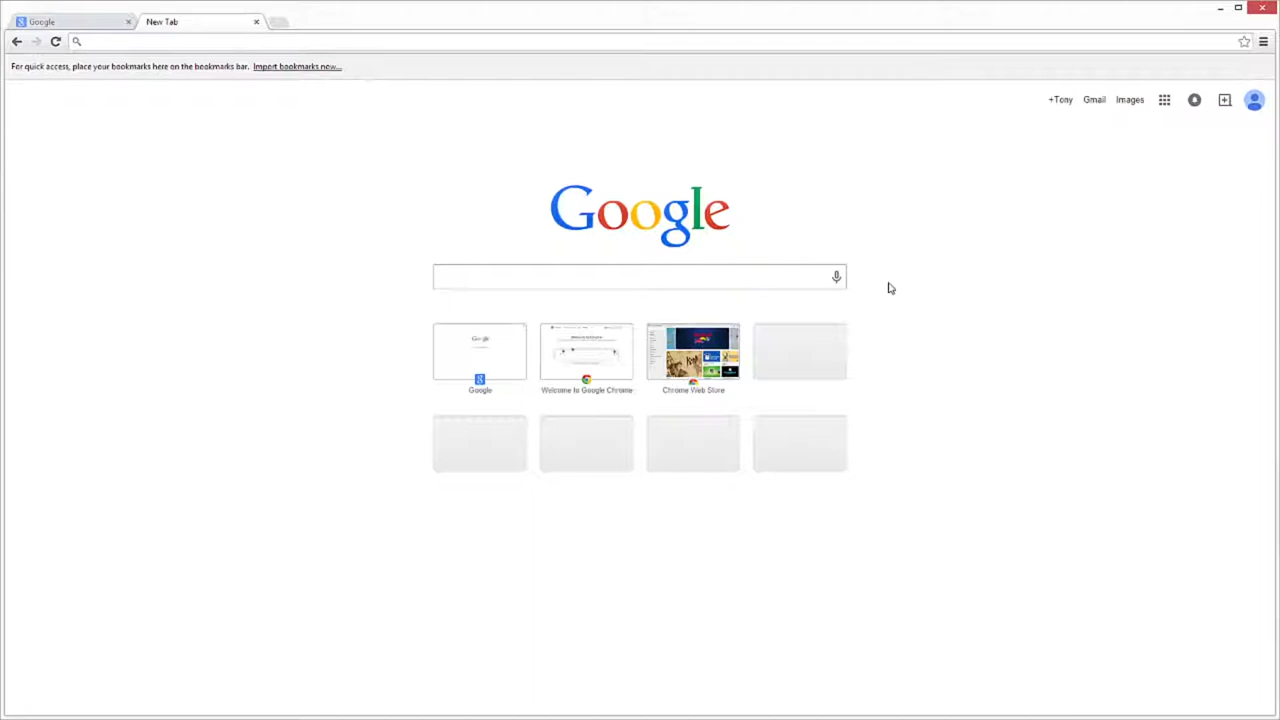 Google
New Tab
For quick access, place your bookmarks here on the bookmarks bar. Import bookmarks now...
+Tony Gmail Images
Google
Google
Welcome to Google Chrome
Chrome Web Store